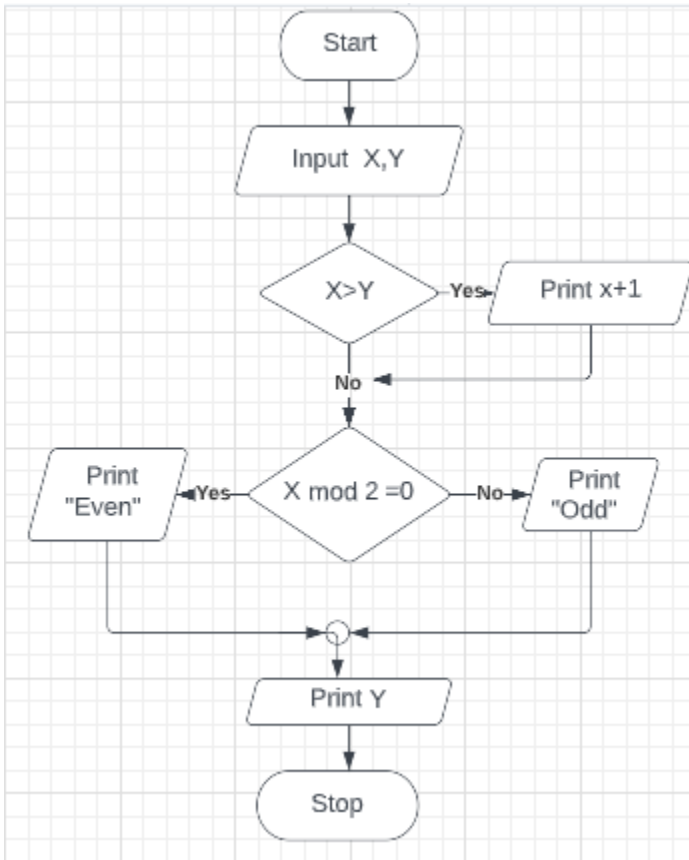 Start
Input X,Y
X>Y
Yes
Print x+1
No
Print
"Even"
Yes
X mod 2 =0
No
Print
"Odd"
Print Y
Stop